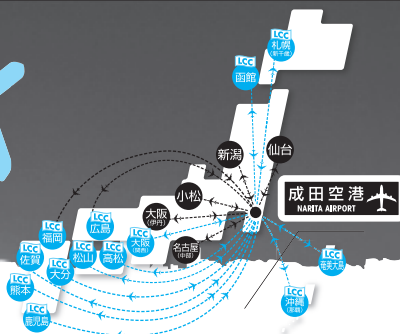 LCC
札幌
(新千歳)
LCC
函館
新潟
仙台
小松
成田空港
NARITA AIRPORT
大阪
(伊丹)
LCC
広島
LCC
大阪
(関西)
名古屋
(中部)
LCC
福岡
LCC
佐賀
LCC
大分
LCC
松山
LCC
高松
LCC
熊本
LCC
鹿児島
LCC
奄美大島
LCC
沖縄
(那覇)